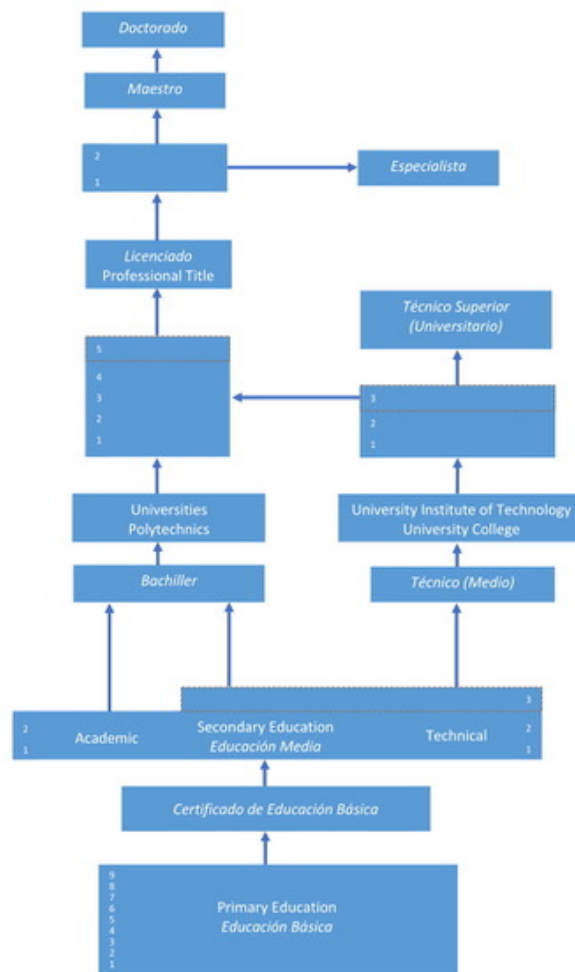 Doctorado
Maestro
2
1
Especialista
Licenciado
Professional Title
Técnico Superior
(Universitario)
5
4
3
2
1
3
2
1
Universities
Polytechnics
University Institute of Technology
University College
Bachiller
Técnico (Medio)
3
2
1
Academic
Secondary Education
Educación Media
Technical
2
1
Certificado de Educación Básica
9
8
7
6
5
4
3
2
1
Primary Education
Educación Básica